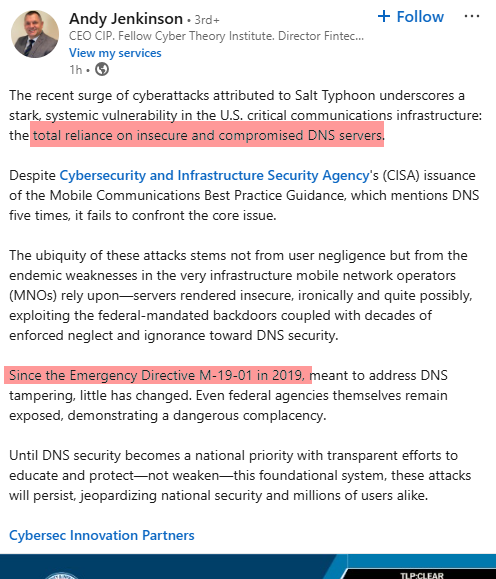 Andy Jenkinson • 3rd+
+ Follow ...
CEO CIP. Fellow Cyber Theory Institute. Director Fintec...
View my services
1h •
The recent surge of cyberattacks attributed to Salt Typhoon underscores a
stark, systemic vulnerability in the U.S. critical communications infrastructure:
the total reliance on insecure and compromised DNS servers.
Despite Cybersecurity and Infrastructure Security Agency's (CISA) issuance
of the Mobile Communications Best Practice Guidance, which mentions DNS
five times, it fails to confront the core issue.
The ubiquity of these attacks stems not from user negligence but from the
endemic weaknesses in the very infrastructure mobile network operators
(MNOs) rely upon—servers rendered insecure, ironically and quite possibly,
exploiting the federal-mandated backdoors coupled with decades of
enforced neglect and ignorance toward DNS security.
Since the Emergency Directive M-19-01 in 2019, meant to address DNS
tampering, little has changed. Even federal agencies themselves remain
exposed, demonstrating a dangerous complacency.
Until DNS security becomes a national priority with transparent efforts to
educate and protect—not weaken—this foundational system, these attacks
will persist, jeopardizing national security and millions of users alike.
Cybersec Innovation Partners
TLP:CLEAR